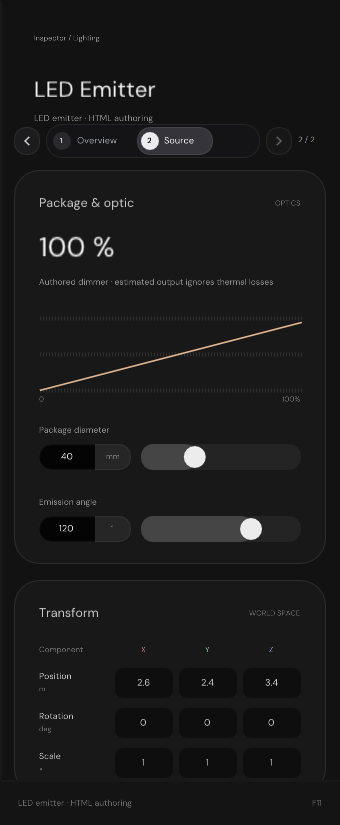 Inspector / Lighting
LED Emitter
LED emitter · HTML authoring
1 Overview 2 Source 2 / 2
Package & optic OPTICS
100 %
Authored dimmer · estimated output ignores thermal losses
0 100%
Package diameter
40 mm
Emission angle
120 °
Transform WORLD SPACE
Component X Y Z
Position 2.6 2.4 3.4
m
Rotation 0 0 0
deg
Scale 1 1 1
LED emitter · HTML authoring F11